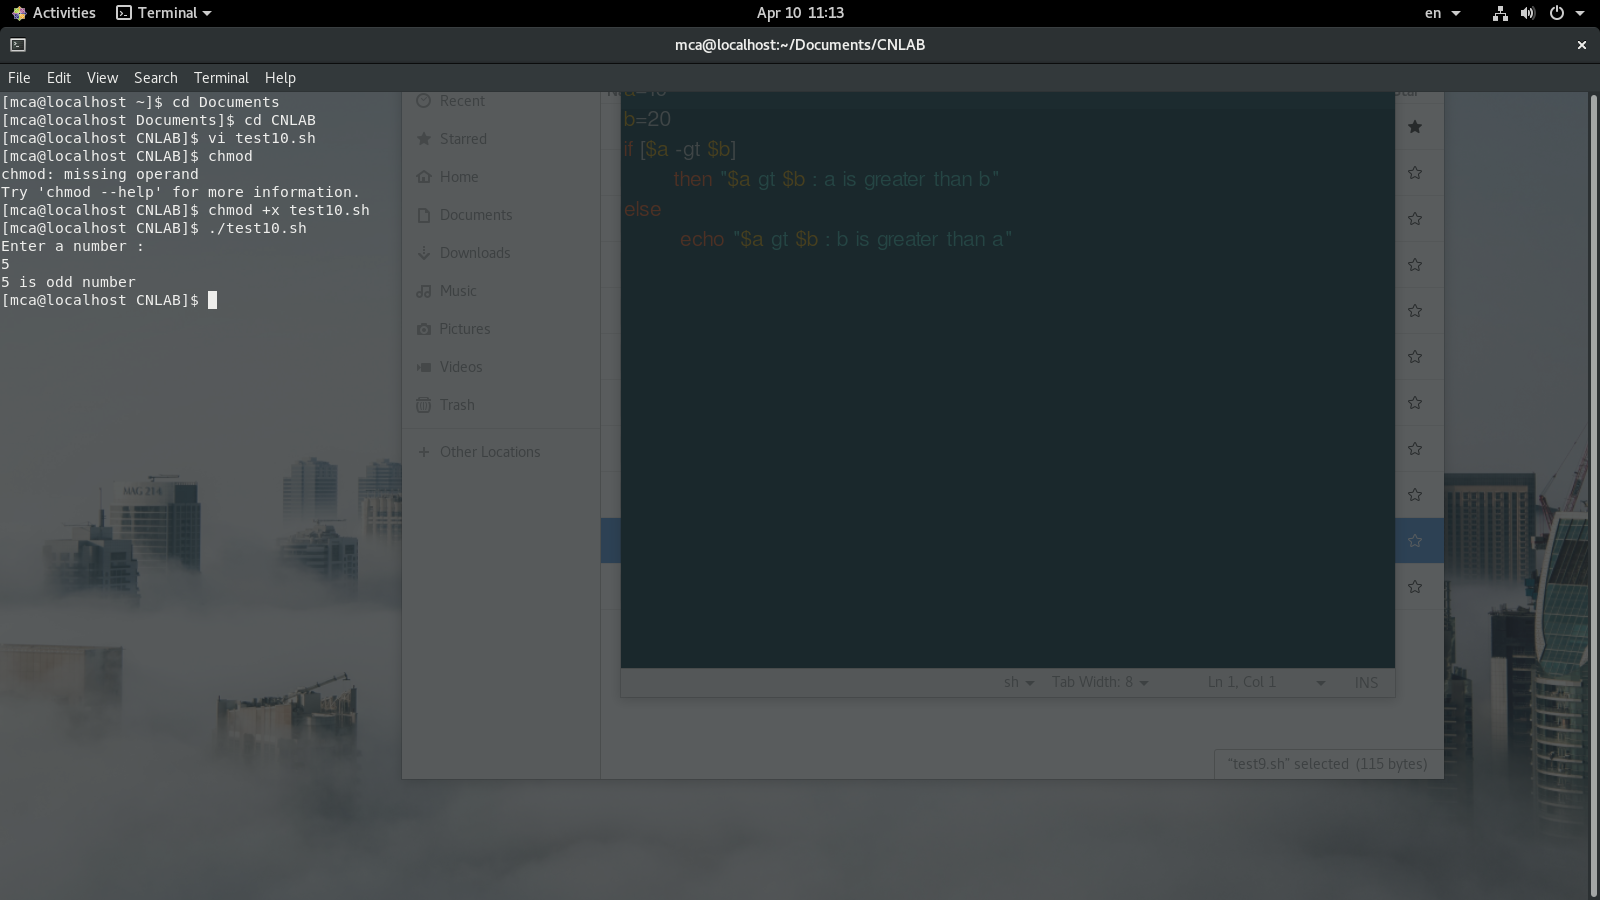 Activities Terminal Apr 10 11:13 en
mca@localhost:~/Documents/CNLAB
File Edit View Search Terminal Help
[mca@localhost ~]$ cd Documents
[mca@localhost Documents]$ cd CNLAB
[mca@localhost CNLAB]$ vi test10.sh
[mca@localhost CNLAB]$ chmod
chmod: missing operand
Try 'chmod --help' for more information.
[mca@localhost CNLAB]$ chmod +x test10.sh
[mca@localhost CNLAB]$ ./test10.sh
Enter a number :
5
5 is odd number
[mca@localhost CNLAB]$
Recent
Starred
Home
Documents
Downloads
Music
Pictures
Videos
Trash
+ Other Locations
b=20
if [$a -gt $b]
then "$a gt $b : a is greater than b"
else
echo "$a gt $b : b is greater than a"
sh Tab Width: 8 Ln 1, Col 1 INS
"test9.sh" selected (115 bytes)
MAG 214